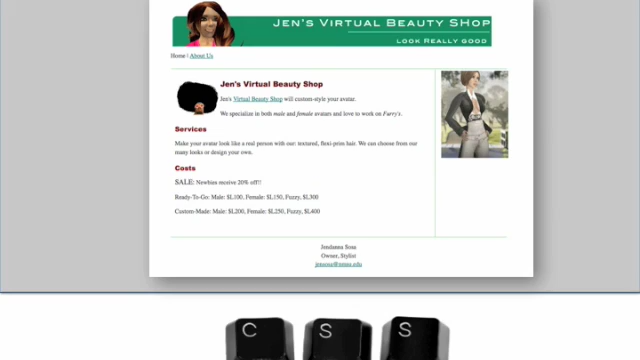 Jen's Virtual Beauty Shop
Look Really Good
Home | About Us
Jen's Virtual Beauty Shop
Jen's Virtual Beauty Shop will custom-style your avatar.
We specialize in both male and female avatars and love to work on Furry's.
Services
Make your avatar look like a real person with our: textured, flexi-prim hair. We can choose from our
many looks or design your own.
Costs
SALE: Newbies receive 20% off!!
Ready-To-Go: Male: $L100, Female: $L150, Fuzzy, $L300
Custom-Made: Male: $L200, Female: $L250, Fuzzy, $L400
Owner, Stylist
C S S